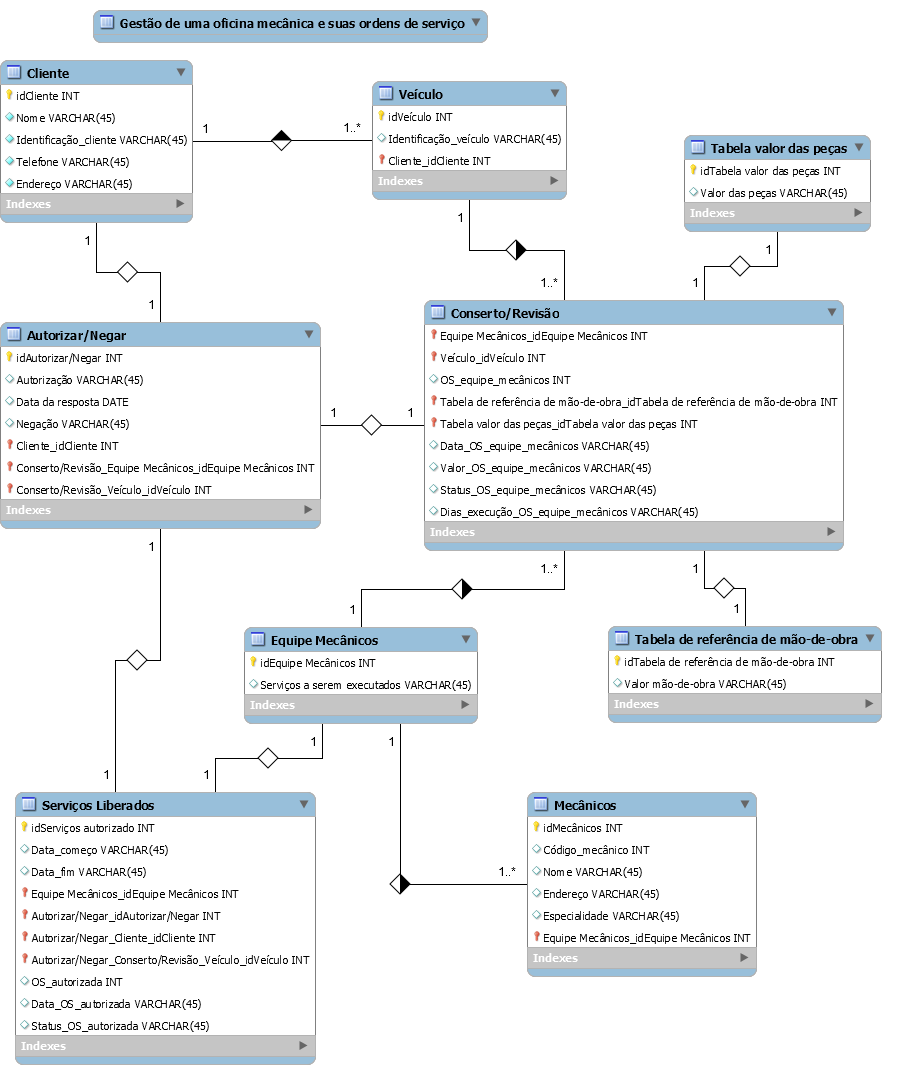 Gestão de uma oficina mecânica e suas ordens de serviço
Cliente
idCliente INT
Nome VARCHAR(45)
Identificação_cliente VARCHAR(45)
Telefone VARCHAR(45)
Endereço VARCHAR(45)
Indexes
1
1..*
Veículo
idVeículo INT
Identificação_veículo VARCHAR(45)
Cliente_idCliente INT
Indexes
Tabela valor das peças
idTabela valor das peças INT
Valor das peças VARCHAR(45)
Indexes
1
1
1
1..*
1
1
Autorizar/Negar
idAutorizar/Negar INT
Autorização VARCHAR(45)
Data da resposta DATE
Negação VARCHAR(45)
Cliente_idCliente INT
Conserto/Revisão_Equipe Mecânicos_idEquipe Mecânicos INT
Conserto/Revisão_Veículo_idVeículo INT
Indexes
1
1
Conserto/Revisão
Equipe Mecânicos_idEquipe Mecânicos INT
Veículo_idVeículo INT
OS_equipe_mecânicos INT
Tabela de referência de mão-de-obra_idTabela de referência de mão-de-obra INT
Tabela valor das peças_idTabela valor das peças INT
Data_OS_equipe_mecânicos VARCHAR(45)
Valor_OS_equipe_mecânicos VARCHAR(45)
Status_OS_equipe_mecânicos VARCHAR(45)
Dias_execução_OS_equipe_mecânicos VARCHAR(45)
Indexes
1
1..*
1
1
1
Equipe Mecânicos
idEquipe Mecânicos INT
Serviços a serem executados VARCHAR(45)
Indexes
Tabela de referência de mão-de-obra
idTabela de referência de mão-de-obra INT
Valor mão-de-obra VARCHAR(45)
Indexes
1
1
1
1
1..*
Serviços Liberados
idServiços autorizado INT
Data_começo VARCHAR(45)
Data_fim VARCHAR(45)
Equipe Mecânicos_idEquipe Mecânicos INT
Autorizar/Negar_idAutorizar/Negar INT
Autorizar/Negar_Cliente_idCliente INT
Autorizar/Negar_Conserto/Revisão_Veículo_idVeículo INT
OS_autorizada INT
Data_OS_autorizada VARCHAR(45)
Status_OS_autorizada VARCHAR(45)
Indexes
Mecânicos
idMecânicos INT
Código_mecânico INT
Nome VARCHAR(45)
Endereço VARCHAR(45)
Especialidade VARCHAR(45)
Equipe Mecânicos_idEquipe Mecânicos INT
Indexes